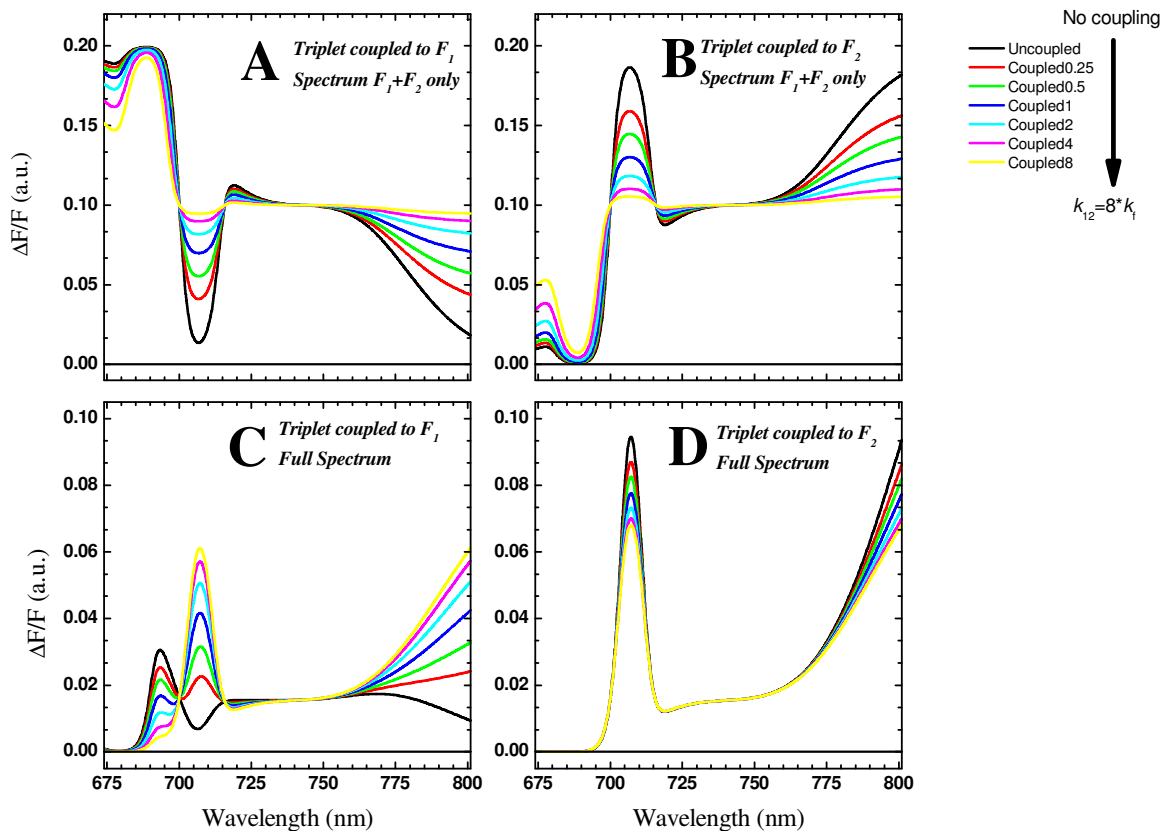 A
Triplet coupled to F1
Spectrum F1+F2 only
0.20
0.15
0.10
0.05
0.00
ΔF/F (a.u.)
B
Triplet coupled to F2
Spectrum F1+F2 only
No coupling
Uncoupled
Coupled0.25
Coupled0.5
Coupled1
Coupled2
Coupled4
Coupled8
k12=8*kf
C
Triplet coupled to F1
Full Spectrum
0.10
0.08
0.06
0.04
0.02
0.00
ΔF/F (a.u.)
675 700 725 750 775 800
Wavelength (nm)
D
Triplet coupled to F2
Full Spectrum
675 700 725 750 775 800
Wavelength (nm)
0.20
0.15
0.10
0.05
0.00
0.10
0.08
0.06
0.04
0.02
0.00